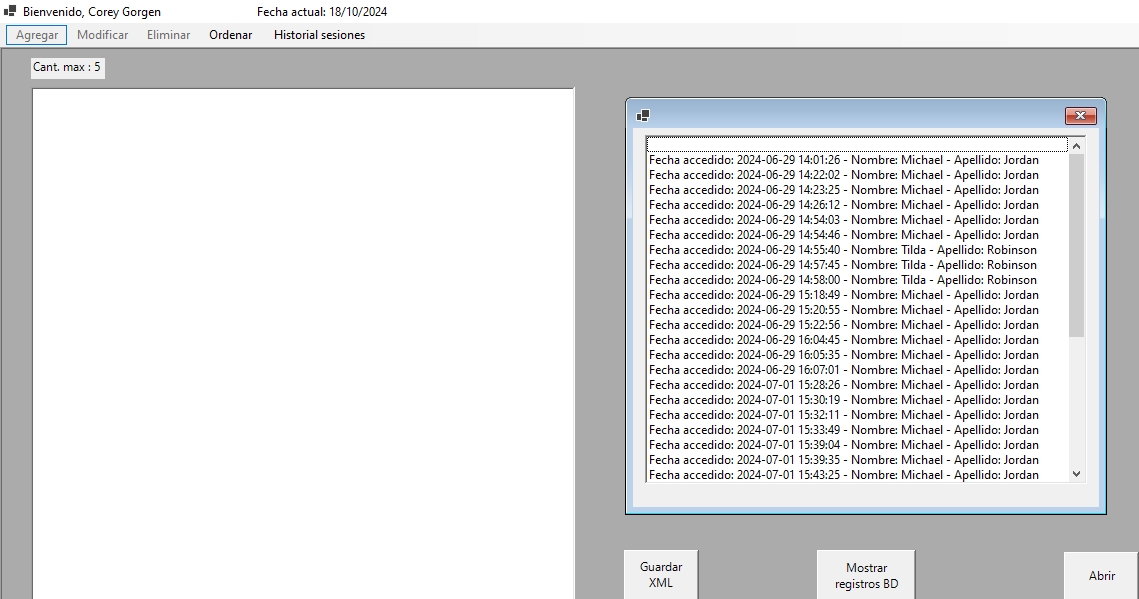 Bienvenido, Corey Gorgen
Fecha actual: 18/10/2024
Agregar Modificar Eliminar Ordenar Historial sesiones
Cant. max : 5
Fecha accedido: 2024-06-29 14:01:26 - Nombre: Michael - Apellido: Jordan
Fecha accedido: 2024-06-29 14:22:02 - Nombre: Michael - Apellido: Jordan
Fecha accedido: 2024-06-29 14:23:25 - Nombre: Michael - Apellido: Jordan
Fecha accedido: 2024-06-29 14:26:12 - Nombre: Michael - Apellido: Jordan
Fecha accedido: 2024-06-29 14:54:03 - Nombre: Michael - Apellido: Jordan
Fecha accedido: 2024-06-29 14:54:46 - Nombre: Michael - Apellido: Jordan
Fecha accedido: 2024-06-29 14:55:40 - Nombre: Tilda - Apellido: Robinson
Fecha accedido: 2024-06-29 14:57:45 - Nombre: Tilda - Apellido: Robinson
Fecha accedido: 2024-06-29 14:58:00 - Nombre: Tilda - Apellido: Robinson
Fecha accedido: 2024-06-29 15:18:49 - Nombre: Michael - Apellido: Jordan
Fecha accedido: 2024-06-29 15:20:55 - Nombre: Michael - Apellido: Jordan
Fecha accedido: 2024-06-29 15:22:56 - Nombre: Michael - Apellido: Jordan
Fecha accedido: 2024-06-29 16:04:45 - Nombre: Michael - Apellido: Jordan
Fecha accedido: 2024-06-29 16:05:35 - Nombre: Michael - Apellido: Jordan
Fecha accedido: 2024-06-29 16:07:01 - Nombre: Michael - Apellido: Jordan
Fecha accedido: 2024-07-01 15:28:26 - Nombre: Michael - Apellido: Jordan
Fecha accedido: 2024-07-01 15:30:19 - Nombre: Michael - Apellido: Jordan
Fecha accedido: 2024-07-01 15:32:11 - Nombre: Michael - Apellido: Jordan
Fecha accedido: 2024-07-01 15:33:49 - Nombre: Michael - Apellido: Jordan
Fecha accedido: 2024-07-01 15:39:04 - Nombre: Michael - Apellido: Jordan
Fecha accedido: 2024-07-01 15:39:35 - Nombre: Michael - Apellido: Jordan
Fecha accedido: 2024-07-01 15:43:25 - Nombre: Michael - Apellido: Jordan
Guardar
XML
Mostrar
registros BD
Abrir